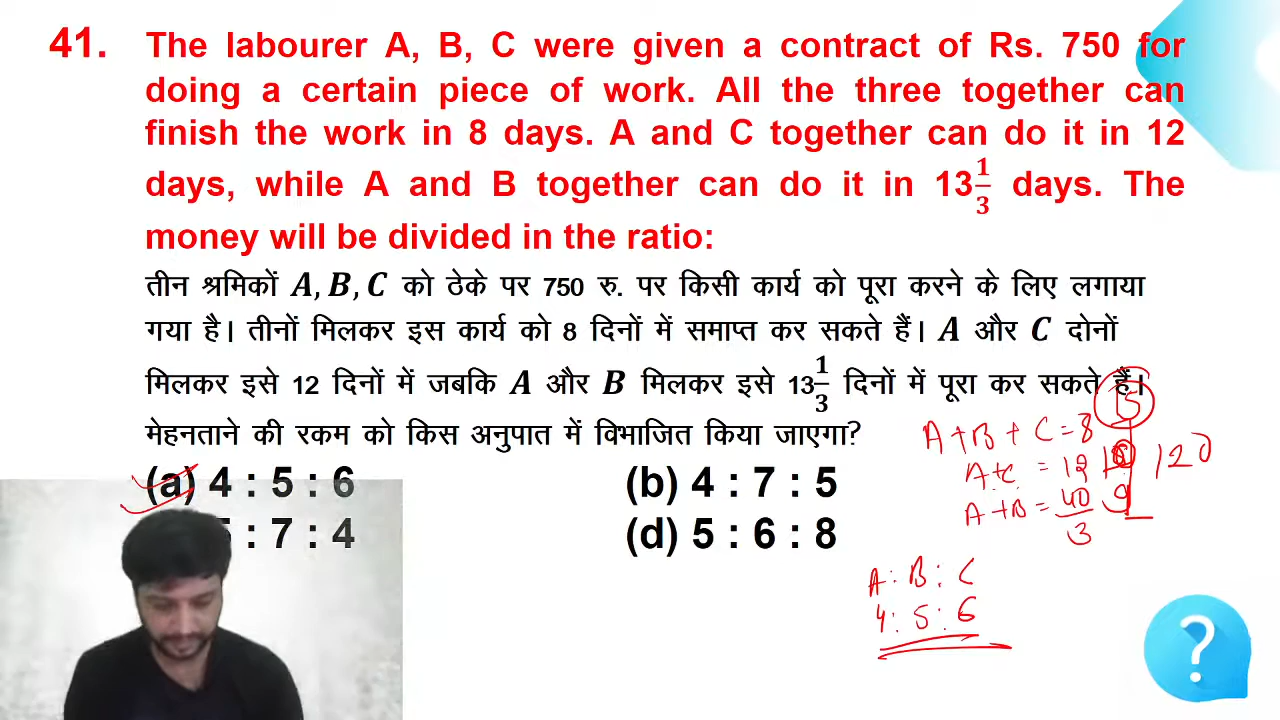 41. The labourer A, B, C were given a contract of Rs. 750 for
doing a certain piece of work. All the three together can
finish the work in 8 days. A and C together can do it in 12
days, while A and B together can do it in 13 1/3 days. The
money will be divided in the ratio:
तीन श्रमिकों A, B, C को ठेके पर 750 रु. पर किसी कार्य को पूरा करने के लिए लगाया
गया है। तीनों मिलकर इस कार्य को 8 दिनों में समाप्त कर सकते हैं। A और C दोनों
मिलकर इसे 12 दिनों में जबकि A और B मिलकर इसे 13 1/3 दिनों में पूरा कर सकते हैं।
मेहनताने की रकम को किस अनुपात में विभाजित किया जाएगा?
(a) 4 : 5 : 6 (b) 4 : 7 : 5
: 7 : 4 (d) 5 : 6 : 8
15
A+B+C=8
A+C = 12 120
A+B = 40/3 9
A : B : C
4 : 5 : 6
?